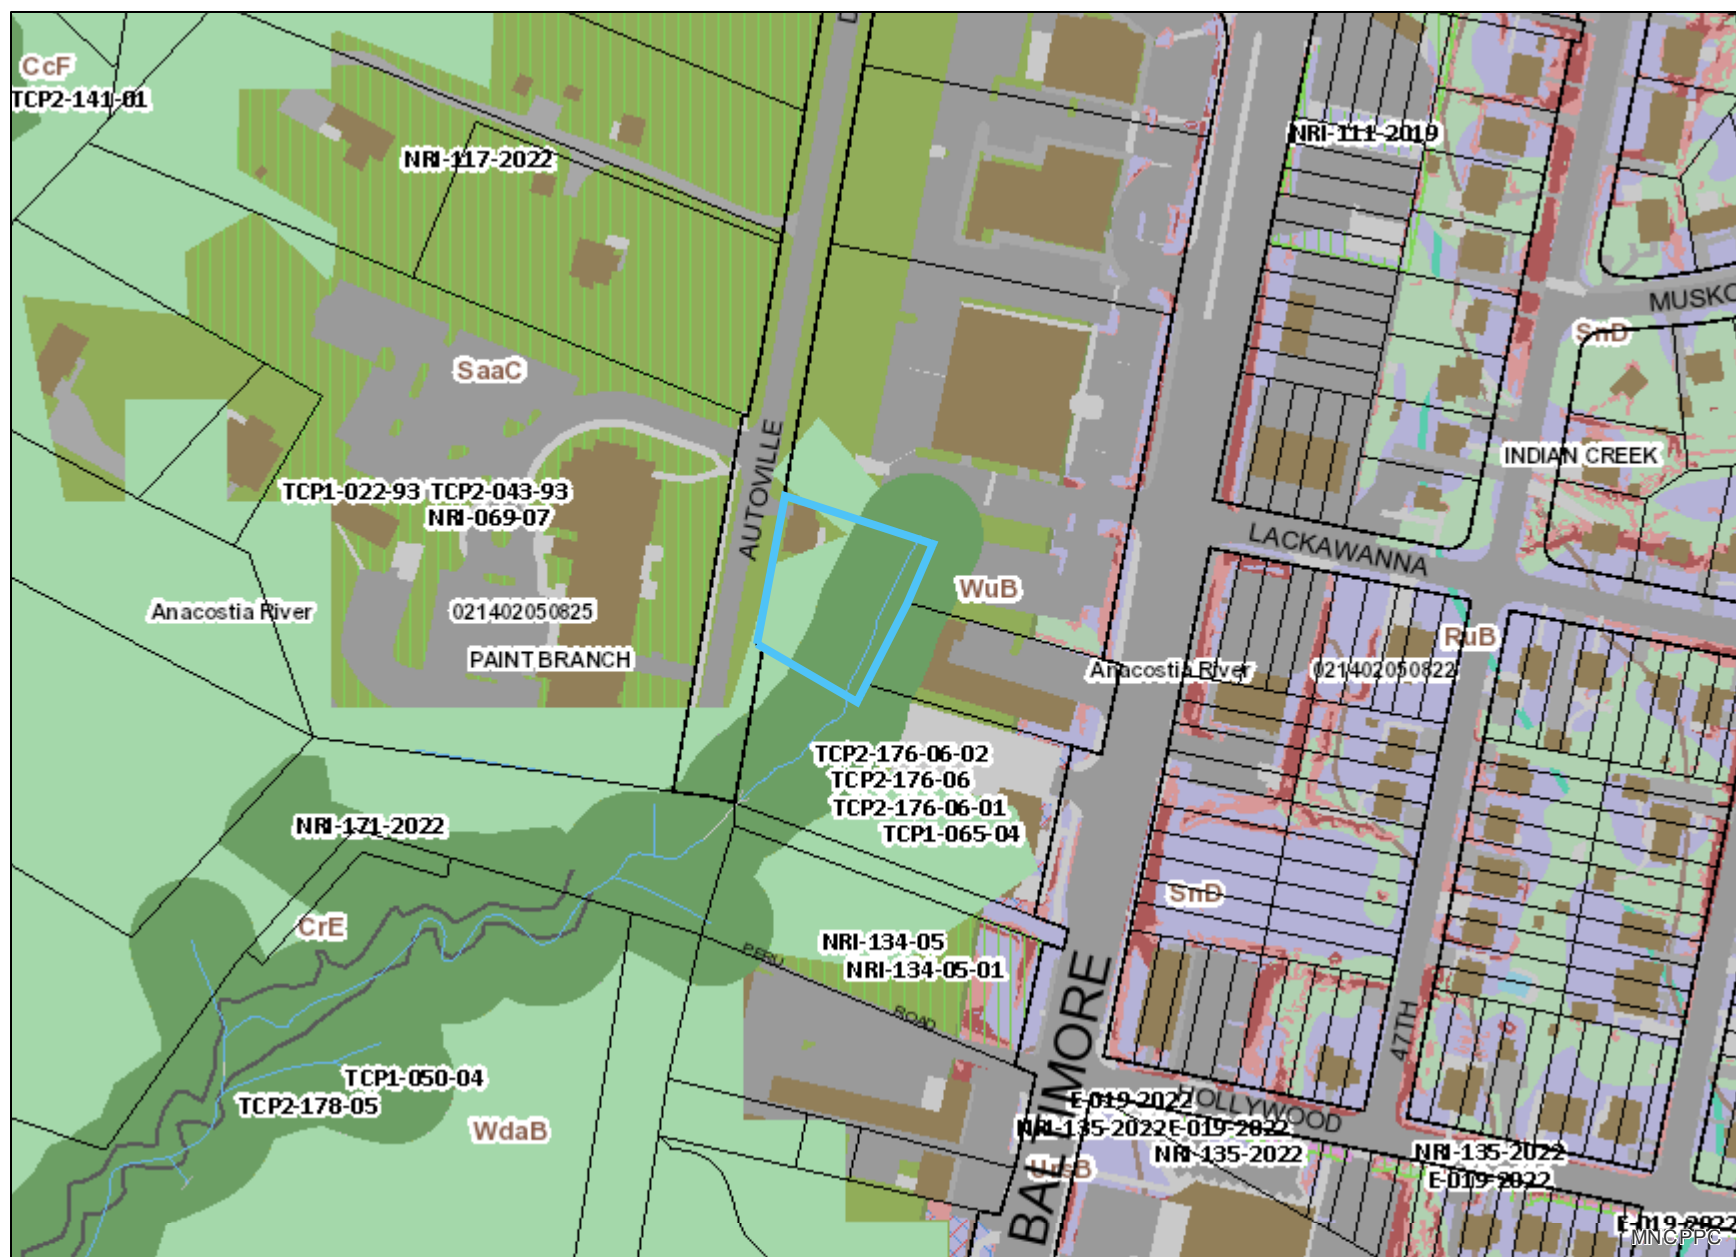 D
CcF
TCP2-141-01
NRI-117-2022
NRI-111-2019
MUSKO
SnD
SaaC
AUTOVILLE
INDIAN CREEK
TCP1-022-93 TCP2-043-93
NRI-069-07
LACKAWANNA
WuB
Anacostia River
021402050825
PAINT BRANCH
RuB
Anacostia River
021402050822
TCP2-176-06-02
TCP2-176-06
TCP2-176-06-01
TCP1-065-04
NRI-171-2022
SnD
CrE
PERU
ROAD
NRI-134-05
NRI-134-05-01
BALTIMORE
47TH
TCP1-050-04
TCP2-178-05
WdaB
HOLLYWOOD
E-019-2022
NRI-135-2022 E-019-2022
NRI-135-2022
UrsB
NRI-135-2022
E-019-2022
E-019-2022
MNCPPC